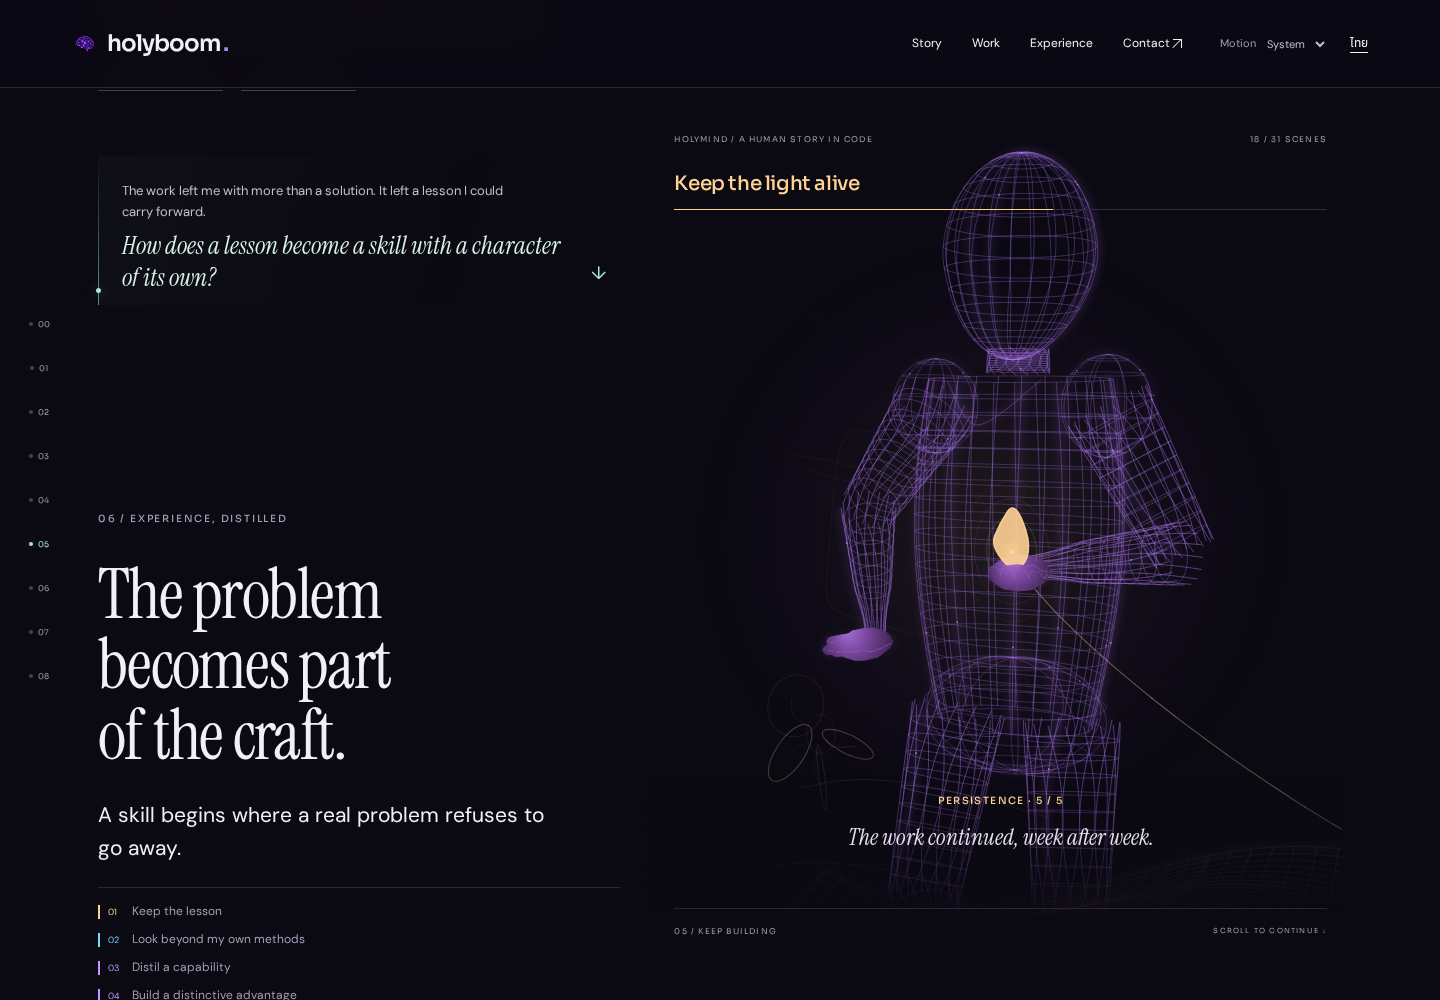 holyboom.
Story
Work
Experience
Contact
Motion
System
ไทย
The work left me with more than a solution. It left a lesson I could
carry forward.
How does a lesson become a skill with a character
of its own?
00
01
02
03
04
05
06
07
08
06 / EXPERIENCE, DISTILLED
The problem
becomes part
of the craft.
A skill begins where a real problem refuses to
go away.
01 Keep the lesson
02 Look beyond my own methods
03 Distil a capability
04 Build a distinctive advantage
HOLYMIND / A HUMAN STORY IN CODE
18 / 31 SCENES
Keep the light alive
PERSISTENCE · 5 / 5
The work continued, week after week.
05 / KEEP BUILDING
SCROLL TO CONTINUE ↓